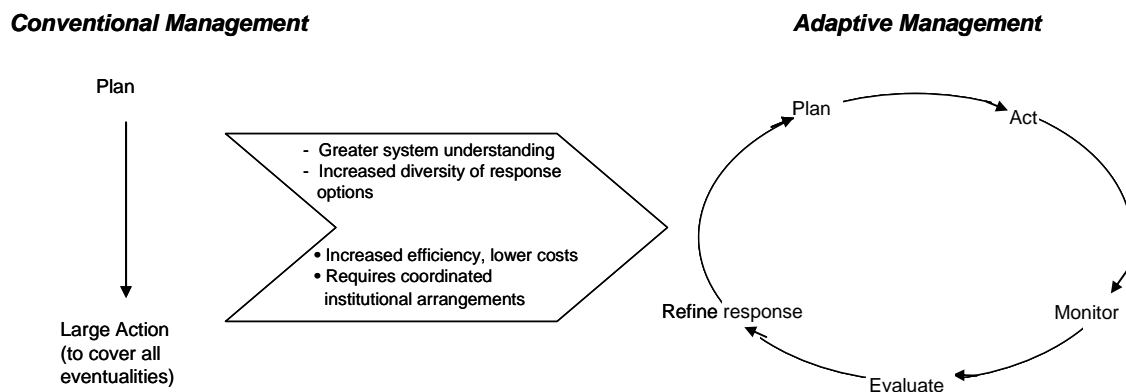 Conventional Management
Adaptive Management
Plan
Large Action
(to cover all
eventualities)
- Greater system understanding
- Increased diversity of response
options
• Increased efficiency, lower costs
• Requires coordinated
institutional arrangements
Plan
Act
Monitor
Evaluate
Refine response